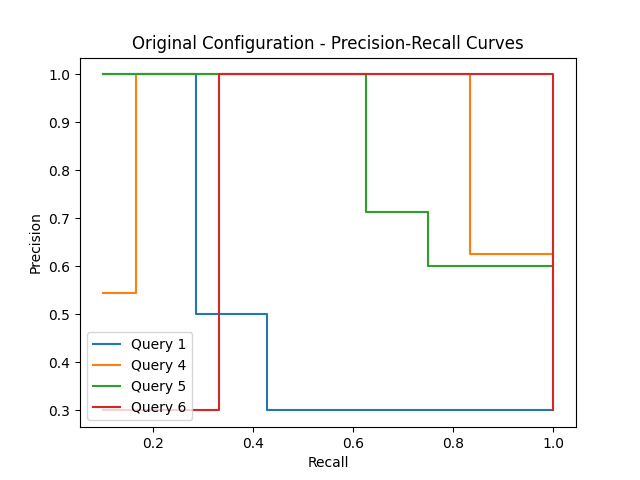 Original Configuration - Precision-Recall Curves
1.0
0.9
0.8
0.7
0.6
0.5
0.4
0.3
Precision
Query 1
Query 4
Query 5
Query 6
0.2
0.4
0.6
0.8
1.0
Recall